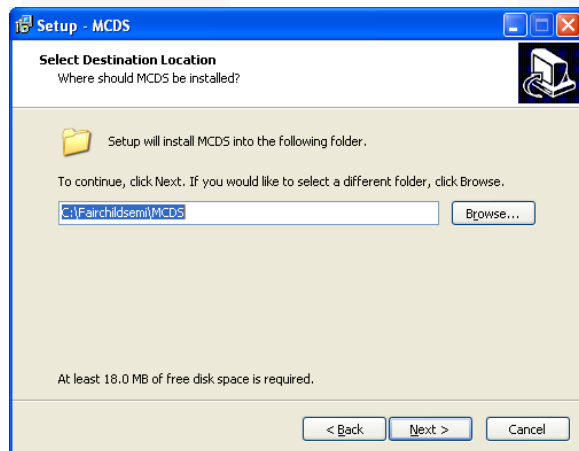 Setup - MCDS
Select Destination Location
Where should MCDS be installed?
Setup will install MCDS into the following folder.
To continue, click Next. If you would like to select a different folder, click Browse.
C:\Fairchildsemi\MCDS
Browse...
At least 18.0 MB of free disk space is required.
< Back
Next >
Cancel